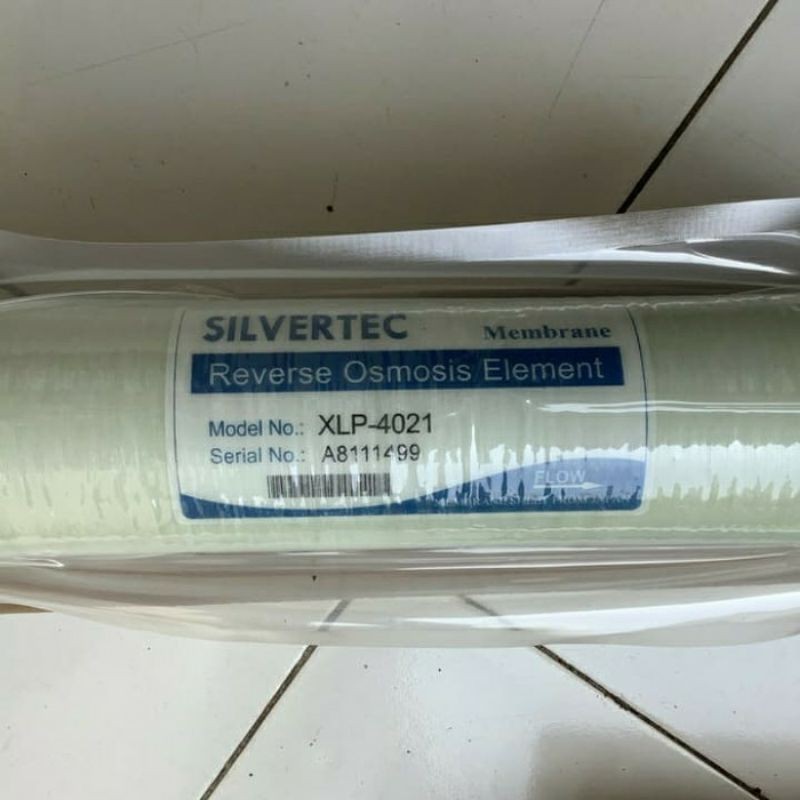 SILVERTEC Membrane
Reverse Osmosis Element
Model No.: XLP-4021
Serial No.: A8111499
FLOW